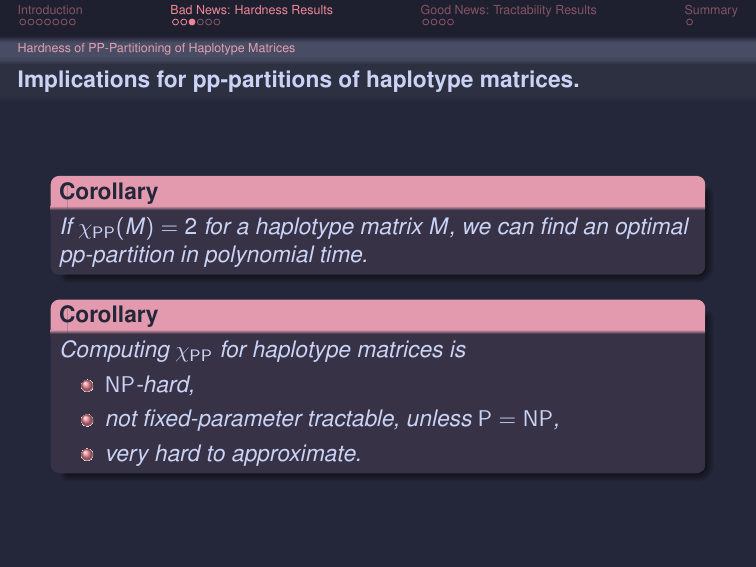 Introduction
Bad News: Hardness Results
Good News: Tractability Results
Summary
Hardness of PP-Partitioning of Haplotype Matrices
Implications for pp-partitions of haplotype matrices.
Corollary
If χPP(M) = 2 for a haplotype matrix M, we can find an optimal
pp-partition in polynomial time.
Corollary
Computing χPP for haplotype matrices is
NP-hard,
not fixed-parameter tractable, unless P = NP,
very hard to approximate.